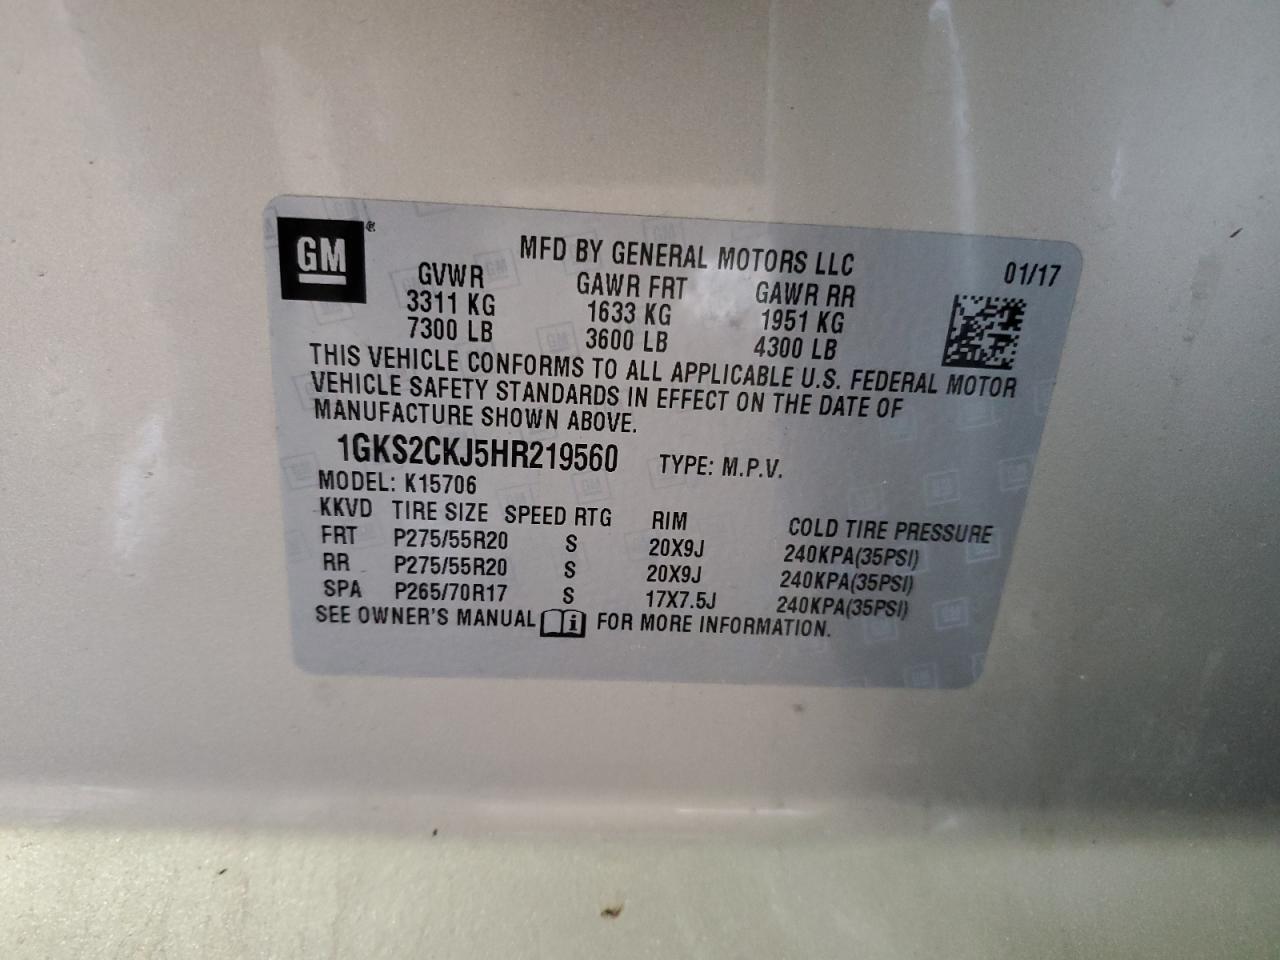 GM
MFD BY GENERAL MOTORS LLC 01/17
GVWR GAWR FRT GAWR RR
3311 KG 1633 KG 1951 KG
7300 LB 3600 LB 4300 LB
THIS VEHICLE CONFORMS TO ALL APPLICABLE U.S. FEDERAL MOTOR
VEHICLE SAFETY STANDARDS IN EFFECT ON THE DATE OF
MANUFACTURE SHOWN ABOVE.
1GKS2CKJ5HR219560 TYPE: M.P.V.
MODEL: K15706
KKVD TIRE SIZE SPEED RTG RIM COLD TIRE PRESSURE
FRT P275/55R20 S 20X9J 240KPA(35PSI)
RR P275/55R20 S 20X9J 240KPA(35PSI)
SPA P265/70R17 S 17X7.5J 240KPA(35PSI)
SEE OWNER'S MANUAL i FOR MORE INFORMATION.